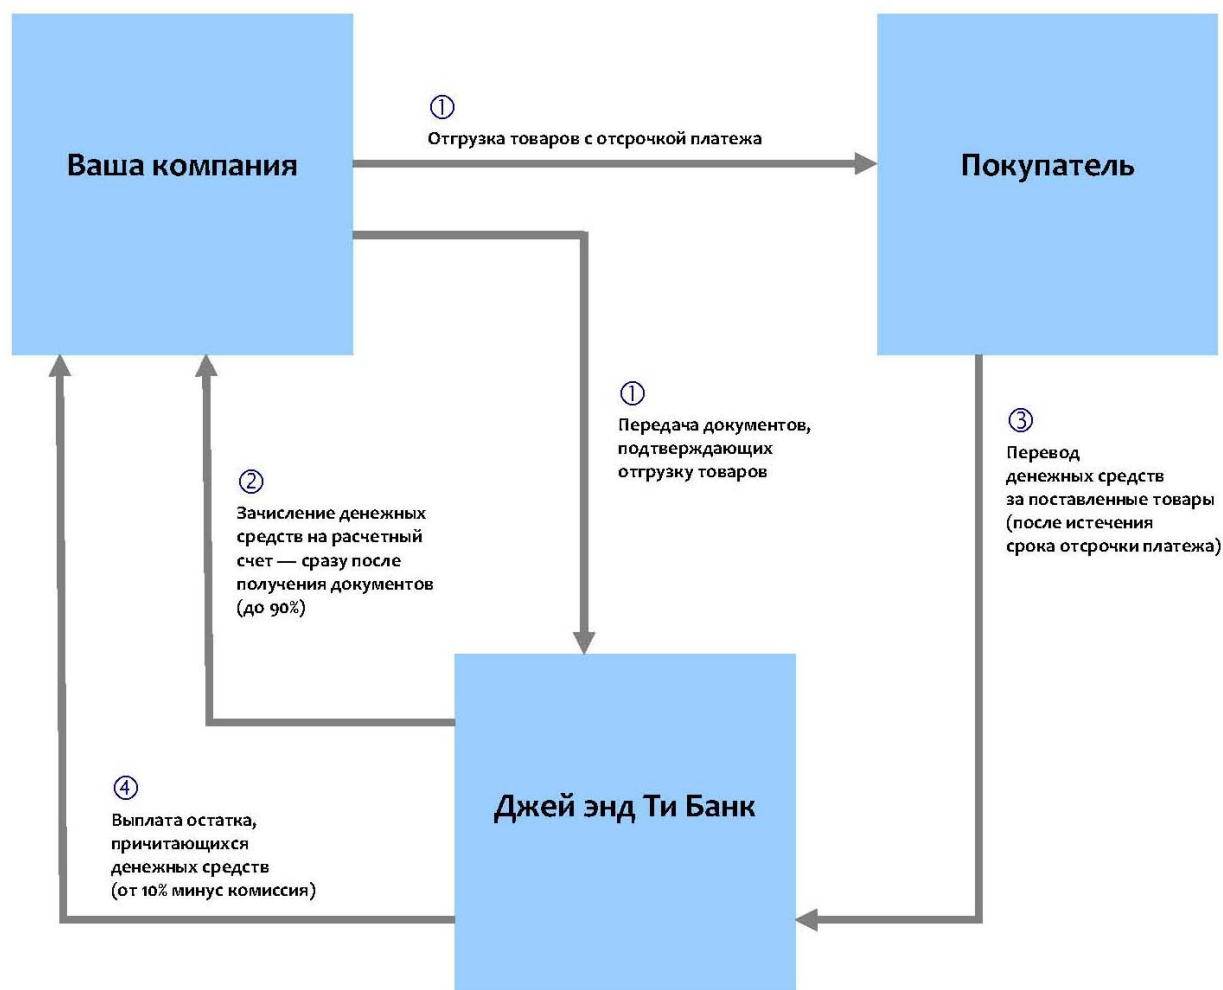 Ваша компания
①
Отгрузка товаров с отсрочкой платежа
Покупатель
①
Передача документов,
подтверждающих
отгрузку товаров
③
Перевод
денежных средств
за поставленные товары
(после истечения
срока отсрочки платежа)
②
Зачисление денежных
средств на расчетный
счет — сразу после
получения документов
(до 90%)
④
Выплата остатка,
причитающихся
денежных средств
(от 10% минус комиссия)
Джей энд Ти Банк